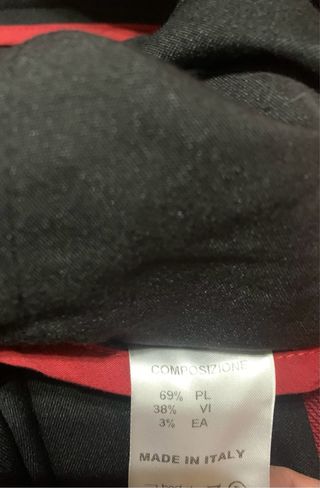 COMPOSIZIONE
69% PL
38% VI
3% EA
MADE IN ITALY